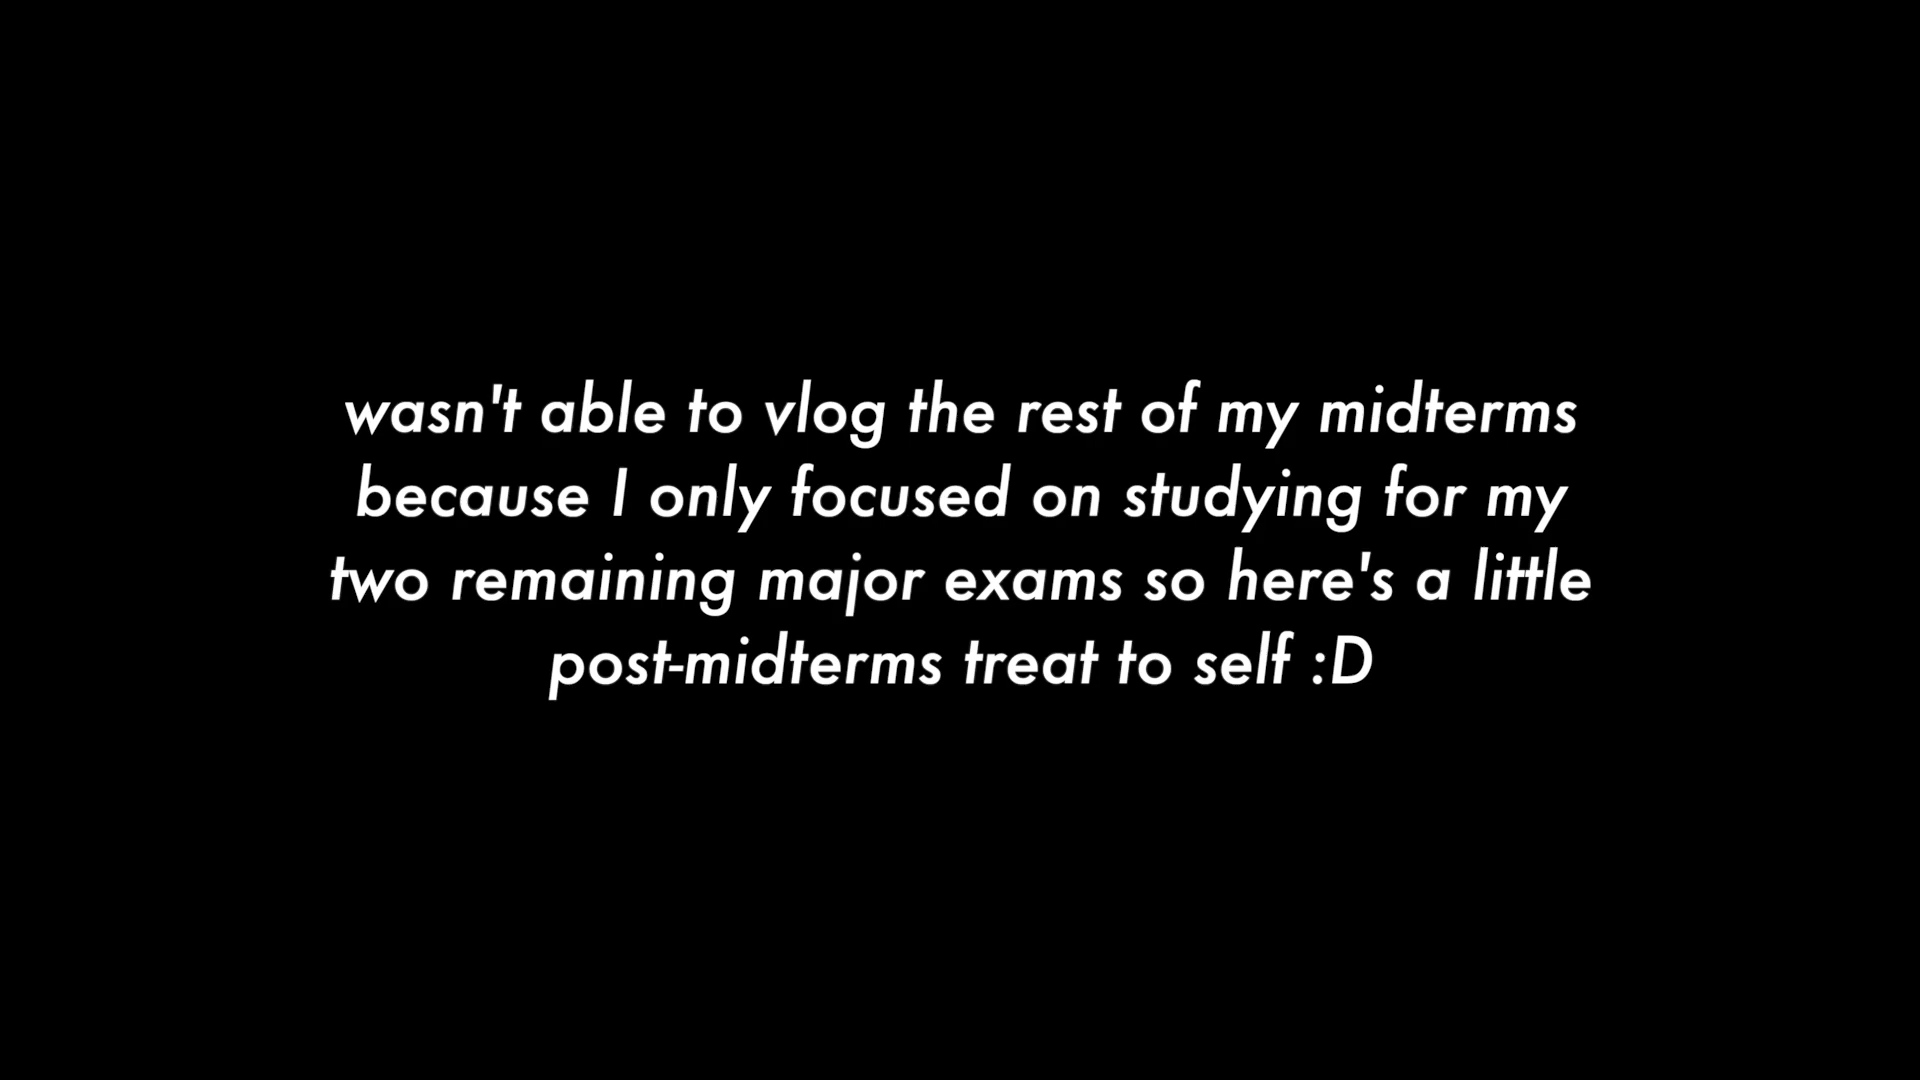 wasn't able to vlog the rest of my midterms
because I only focused on studying for my
two remaining major exams so here's a little
post-midterms treat to self :D